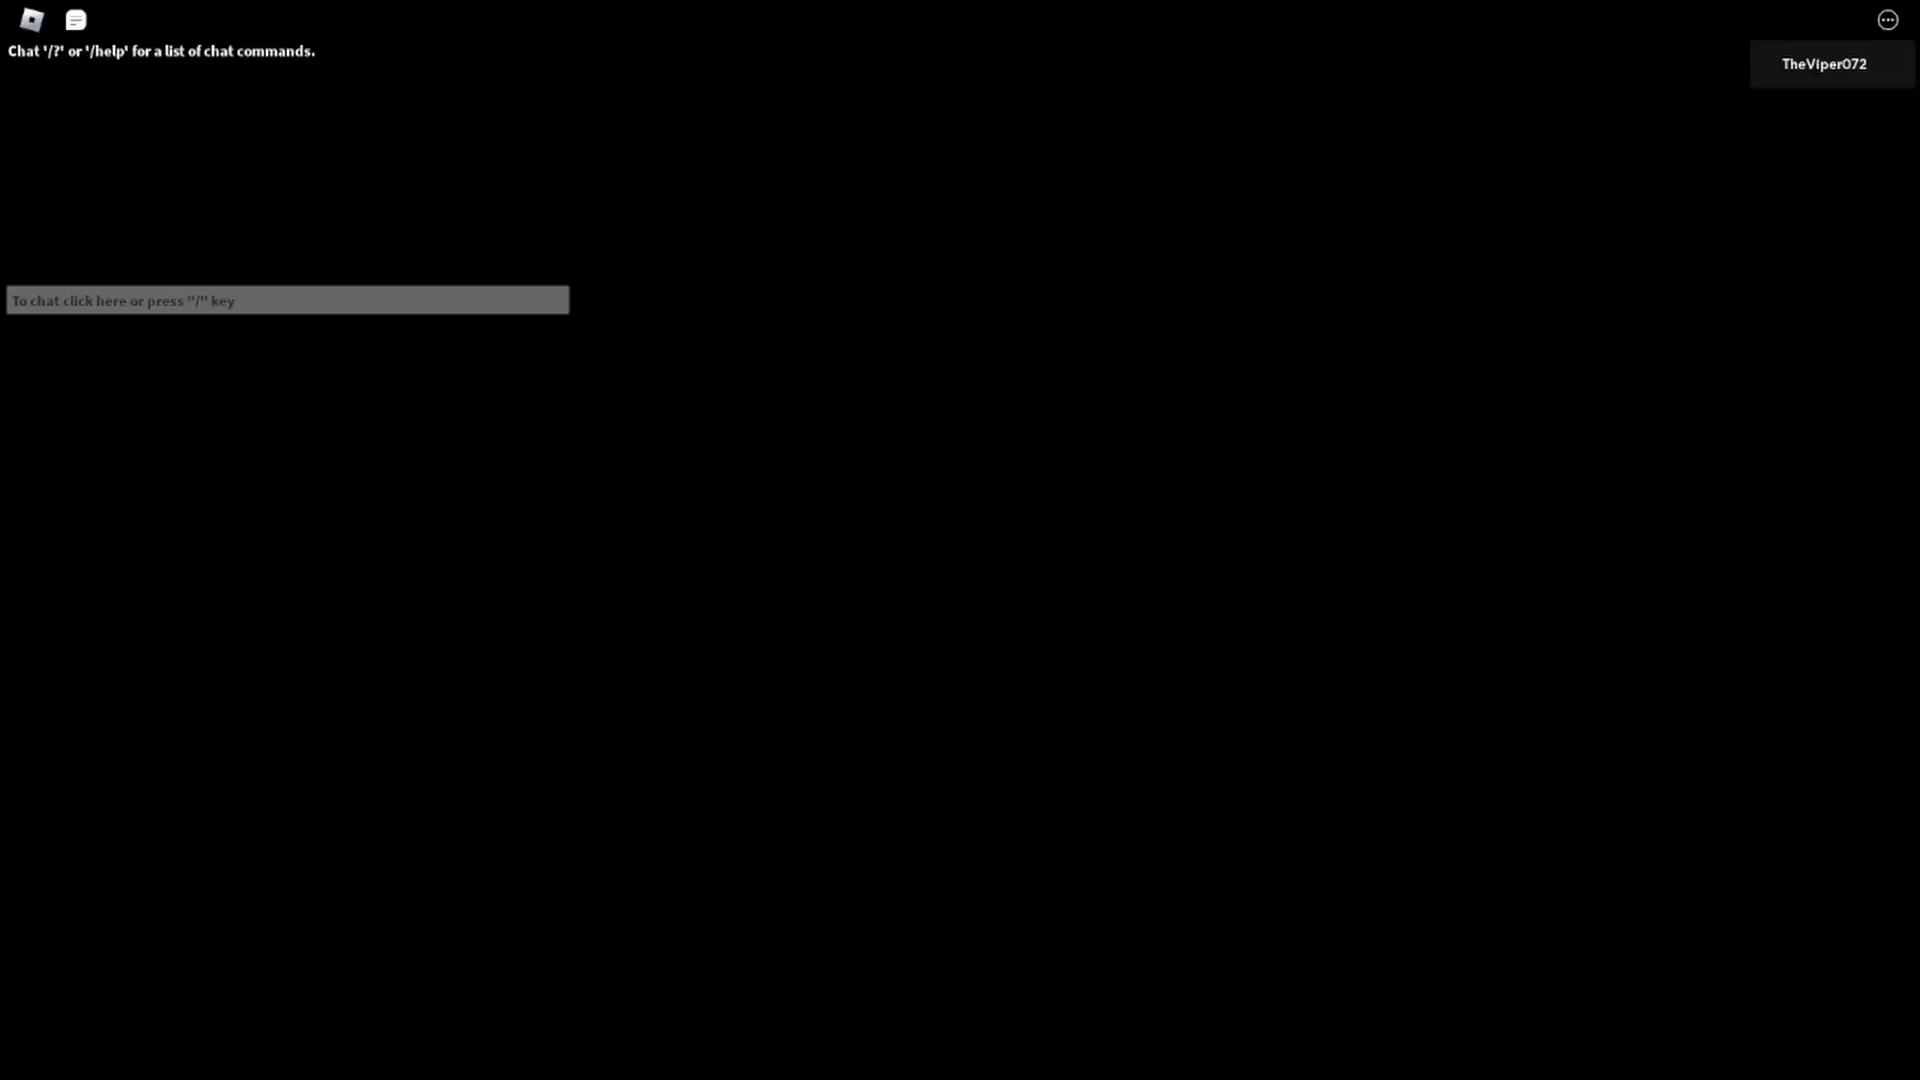 Chat '/?' or '/help' for a list of chat commands.
TheViper072
To chat click here or press "/" key